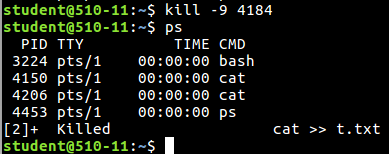 student@510-11:~$ kill -9 4184
student@510-11:~$ ps
  PID TTY          TIME CMD
 3224 pts/1    00:00:00 bash
 4150 pts/1    00:00:00 cat
 4206 pts/1    00:00:00 cat
 4453 pts/1    00:00:00 ps
[2]+  Killed                  cat >> t.txt
student@510-11:~$